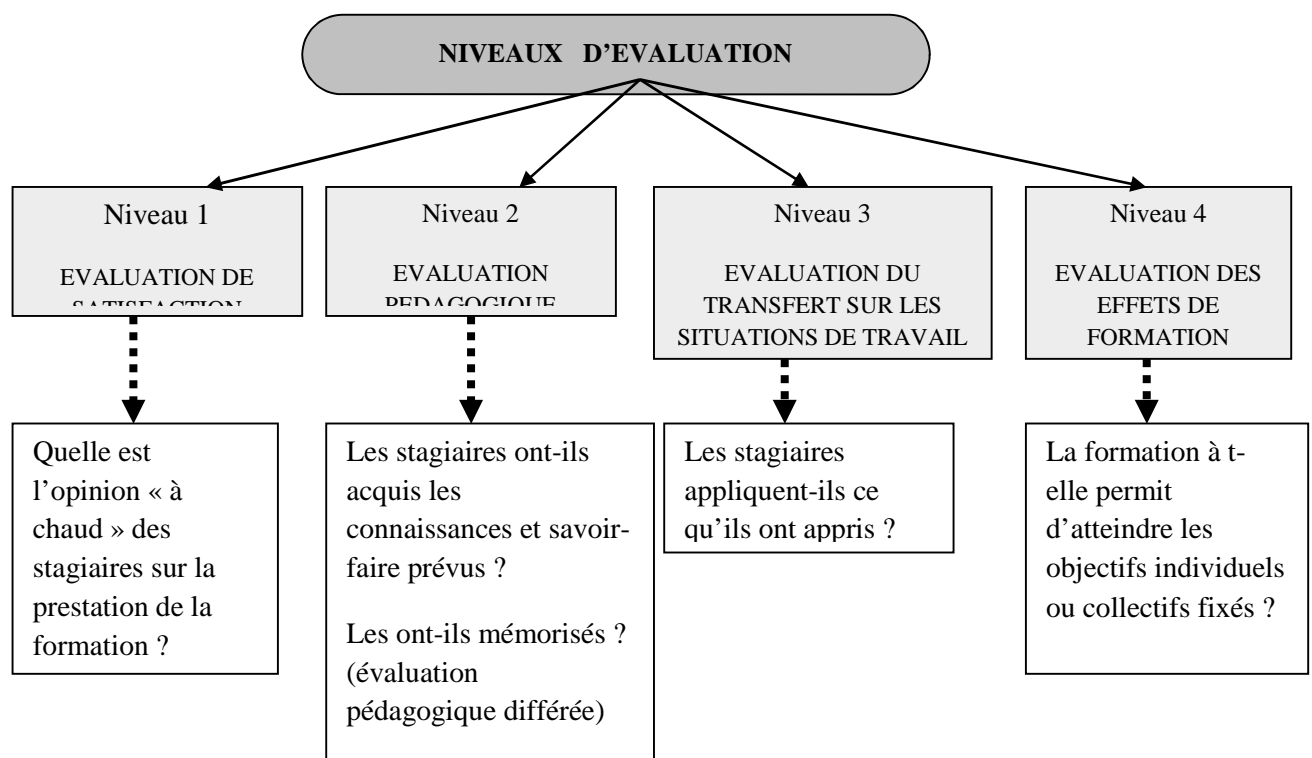 NIVEAUX D’EVALUATION
Niveau 1
EVALUATION DE
SATISFACTION
Quelle est
l’opinion « à
chaud » des
stagiaires sur la
prestation de la
formation ?
Niveau 2
EVALUATION
PEDAGOGIQUE
Les stagiaires ont-ils
acquis les
connaissances et savoir-
faire prévus ?
Les ont-ils mémorisés ?
(évaluation
pédagogique différée)
Niveau 3
EVALUATION DU
TRANSFERT SUR LES
SITUATIONS DE TRAVAIL
Les stagiaires
appliquent-ils ce
qu’ils ont appris ?
Niveau 4
EVALUATION DES
EFFETS DE
FORMATION
La formation à t-
elle permit
d’atteindre les
objectifs individuels
ou collectifs fixés ?